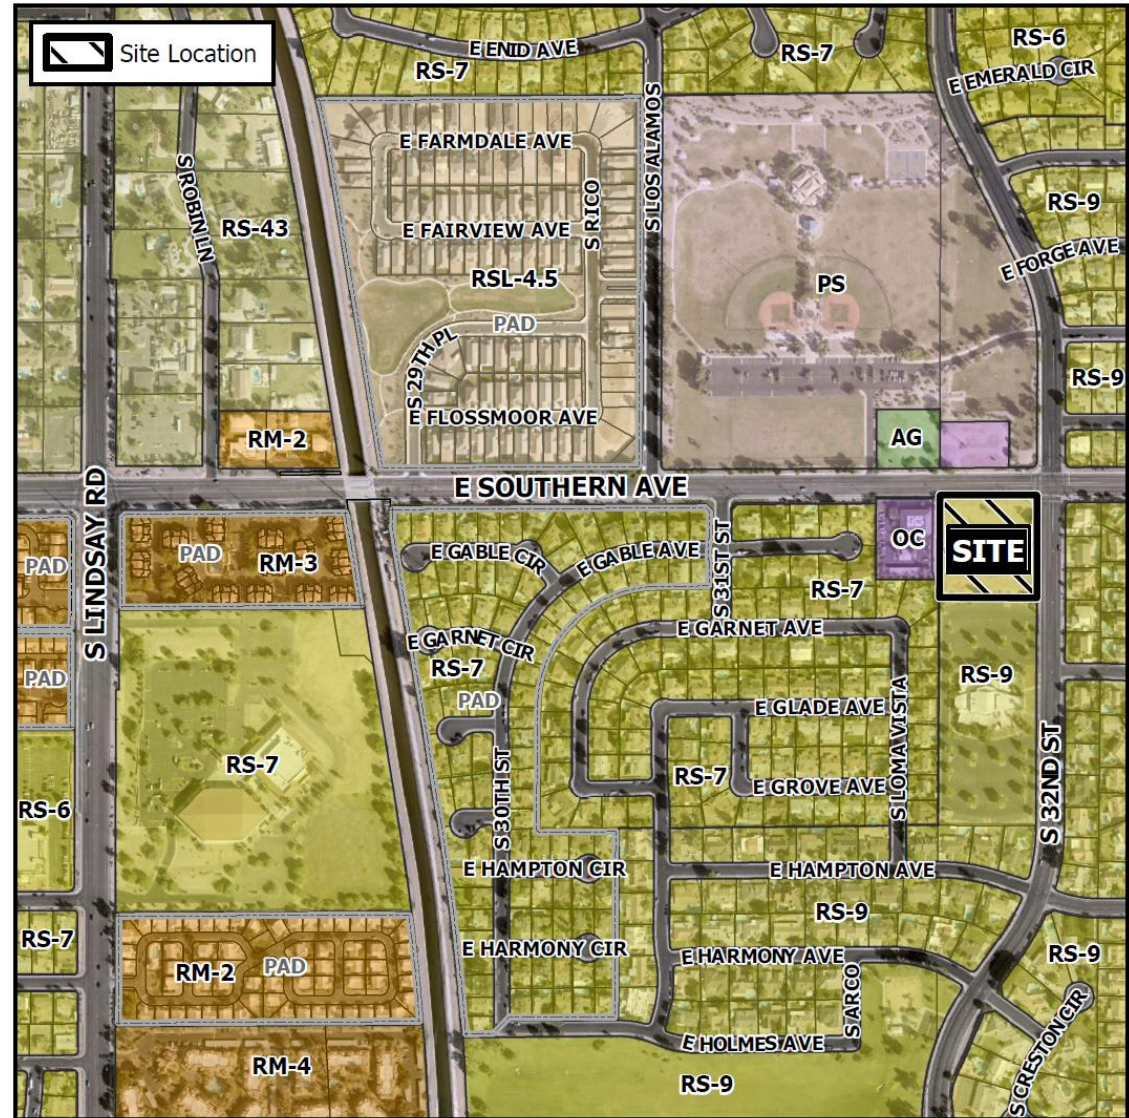 Site Location
E ENID AVE
RS-7
RS-7
RS-6
E EMERALD CIR
E FARMDALE AVE
S LOS ALAMOS
S ROBIN LN
RS-43
S RICO
E FAIRVIEW AVE
RS-9
E FORGE AVE
RSL-4.5
PS
PAD
S 29TH PL
RS-9
E FLOSSMOOR AVE
RM-2
AG
S LINDSAY RD
E SOUTHERN AVE
PAD
PAD
RM-3
E GABLE CIR
E GABLE AVE
S 31ST ST
OC
SITE
RS-7
E GARNET CIR
E GARNET AVE
RS-7
PAD
PAD
RS-9
E GLADE AVE
S LOMA VISTA
RS-7
RS-7
E GROVE AVE
RS-6
S 30TH ST
S 32ND ST
E HAMPTON CIR
E HAMPTON AVE
RS-9
RS-7
E HARMONY CIR
E HARMONY AVE
RS-9
RM-2
PAD
S ARCO
S CRESTON CIR
E HOLMES AVE
RM-4
RS-9